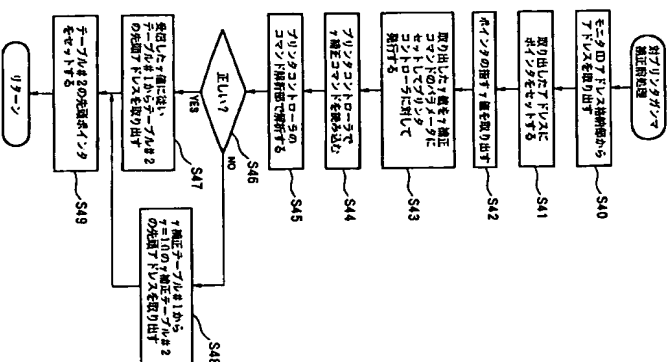 対プリンタガンマ
補正前処理
モニタIDアドレス格納部から
アドレスを取り出す
S40
取り出したアドレスに
ポインタをセットする
S41
ポインタの指すγ値を取り出す
S42
取り出したγ値をγ補正
コマンドのパラメータに
セットしてプリンタ
コントローラに対して
発行する
S43
プリンタコントローラで
γ補正コマンドを読み込む
S44
プリンタコントローラの
コマンド解析部で解析する
S45
正しい?
S46
YES
NO
受信したγ値に従い
テーブル#1からテーブル#2
の先頭アドレスを取り出す
S47
γ補正テーブル#1から
γ=1.0のγ補正テーブル#2
の先頭アドレスを取り出す
S48
テーブル#2の先頭ポインタ
をセットする
S49
リターン